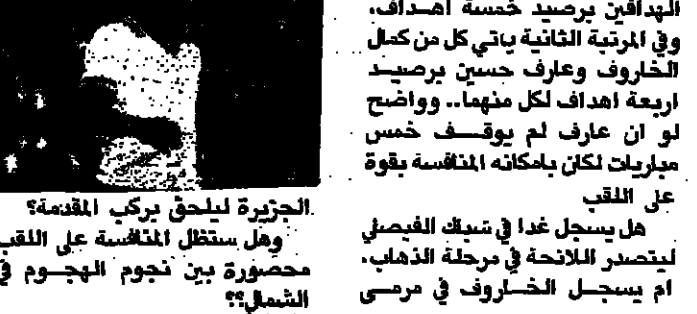 الهدافين برصيد خمسة اهداف،
وفي المرتبة الثانية ياتي كل من كمال
الخاروف وعارف حسين برصيد
اربعة اهداف لكل منهما.. وواضح
لو ان عارف لم يوقف خمس
مباريات لكان بامكانه المنافسة بقوة
على اللقب
هل يسجل غدا في شباك الفيصلي
ليتصدر اللائحة في مرحلة الذهاب،
ام يسجل الخاروف في مرمى
الجزيرة ليلحق بركب المقدمة؟
وهل ستظل المنافسة على اللقب
محصورة بين نجوم الهجوم في
الشمال؟؟